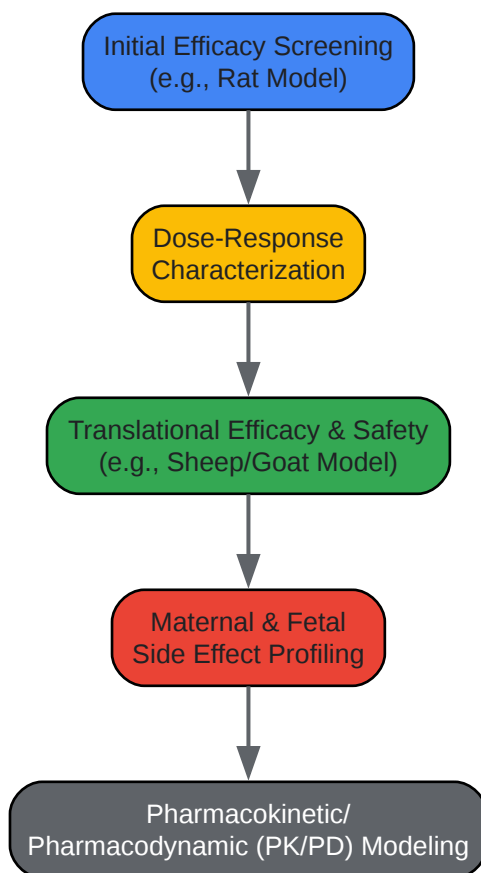 Initial Efficacy Screening
(e.g., Rat Model)
Dose-Response
Characterization
Translational Efficacy & Safety
(e.g., Sheep/Goat Model)
Maternal & Fetal
Side Effect Profiling
Pharmacokinetic/
Pharmacodynamic (PK/PD) Modeling